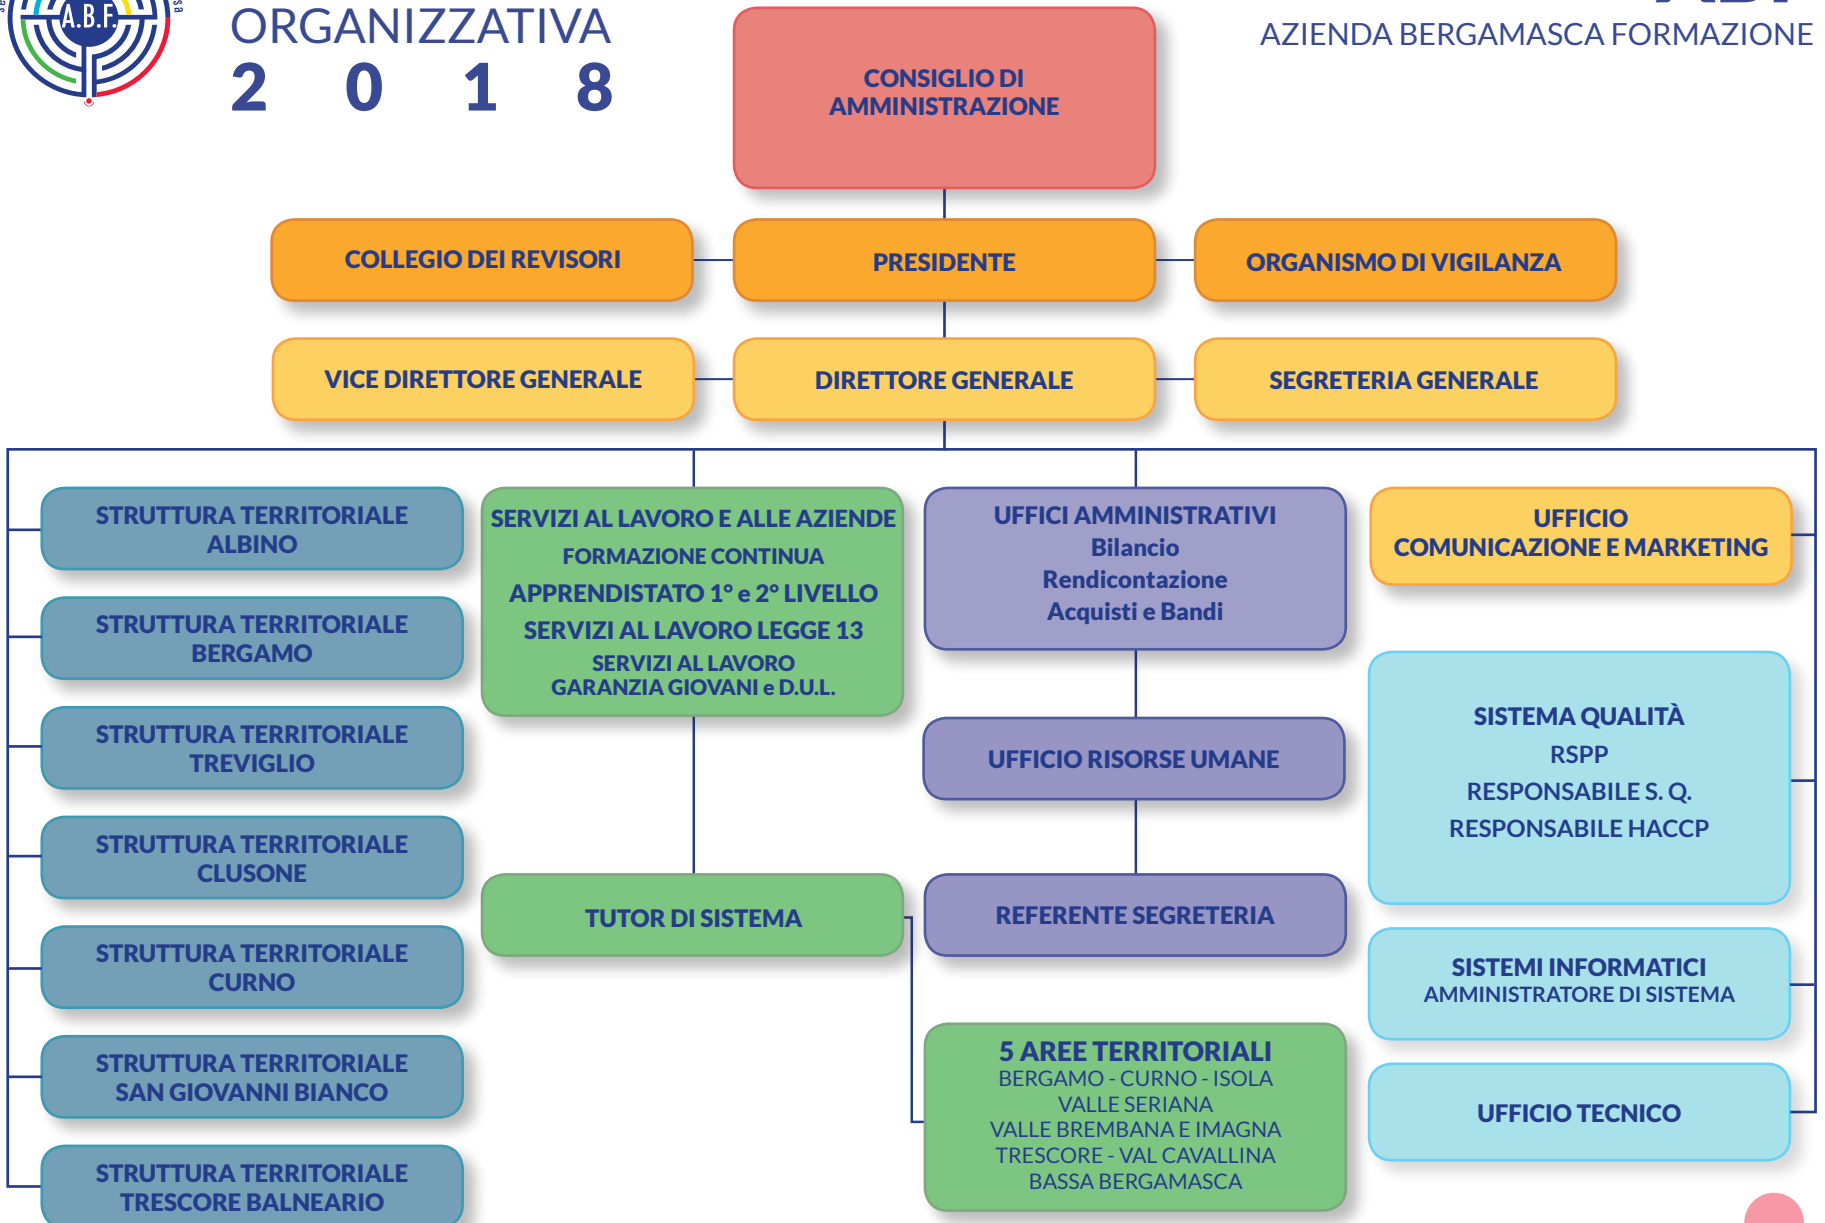 A.B.F.
ORGANIZZATIVA
2 0 1 8
AZIENDA BERGAMASCA FORMAZIONE
CONSIGLIO DI
AMMINISTRAZIONE
COLLEGIO DEI REVISORI
PRESIDENTE
ORGANISMO DI VIGILANZA
VICE DIRETTORE GENERALE
DIRETTORE GENERALE
SEGRETERIA GENERALE
STRUTTURA TERRITORIALE
ALBINO
STRUTTURA TERRITORIALE
BERGAMO
STRUTTURA TERRITORIALE
TREVIGLIO
STRUTTURA TERRITORIALE
CLUSONE
STRUTTURA TERRITORIALE
CURNO
STRUTTURA TERRITORIALE
SAN GIOVANNI BIANCO
STRUTTURA TERRITORIALE
TRESCORE BALNEARIO
SERVIZI AL LAVORO E ALLE AZIENDE
FORMAZIONE CONTINUA
APPRENDISTATO 1° e 2° LIVELLO
SERVIZI AL LAVORO LEGGE 13
SERVIZI AL LAVORO
GARANZIA GIOVANI e D.U.L.
TUTOR DI SISTEMA
UFFICI AMMINISTRATIVI
Bilancio
Rendicontazione
Acquisti e Bandi
UFFICIO RISORSE UMANE
REFERENTE SEGRETERIA
5 AREE TERRITORIALI
BERGAMO - CURNO - ISOLA
VALLE SERIANA
VALLE BREMBANA E IMAGNA
TRESCORE - VAL CAVALLINA
BASSA BERGAMASCA
UFFICIO
COMUNICAZIONE E MARKETING
SISTEMA QUALITÀ
RSPP
RESPONSABILE S. Q.
RESPONSABILE HACCP
SISTEMI INFORMATICI
AMMINISTRATORE DI SISTEMA
UFFICIO TECNICO